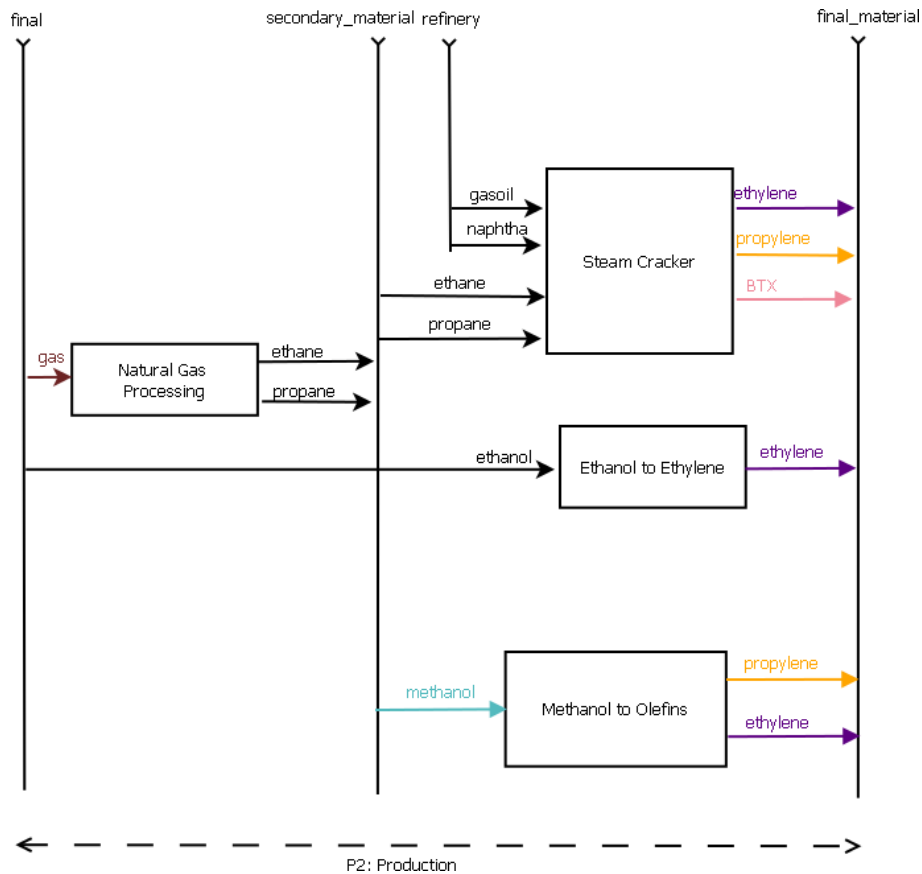 final
secondary_material
refinery
final_material
gasoil
ethylene
naphtha
propylene
Steam Cracker
ethane
BTX
propane
gas
ethane
Natural Gas
Processing
propane
ethanol
Ethanol to Ethylene
ethylene
propylene
methanol
Methanol to Olefins
ethylene
P2: Production